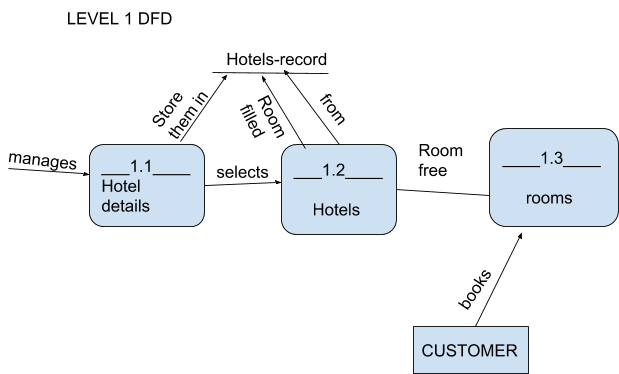 LEVEL 1 DFD
Hotels-record
Store
them in
Room
filled
from
manages
___1.1____
Hotel
details
selects
___1.2____
Hotels
Room
free
____1.3____
rooms
books
CUSTOMER